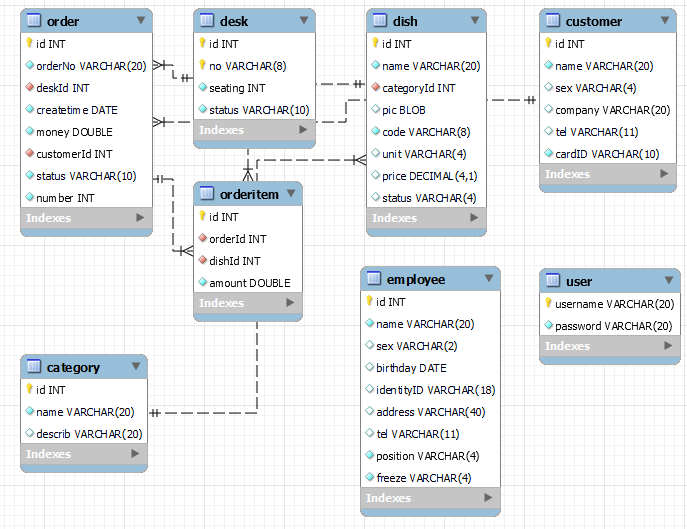 order
id INT
orderNo VARCHAR(20)
deskId INT
createtime DATE
money DOUBLE
customerId INT
status VARCHAR(10)
number INT
Indexes
desk
id INT
no VARCHAR(8)
seating INT
status VARCHAR(10)
Indexes
dish
id INT
name VARCHAR(20)
categoryId INT
pic BLOB
code VARCHAR(8)
unit VARCHAR(4)
price DECIMAL(4,1)
status VARCHAR(4)
Indexes
customer
id INT
name VARCHAR(20)
sex VARCHAR(4)
company VARCHAR(20)
tel VARCHAR(11)
cardID VARCHAR(10)
Indexes
orderitem
id INT
orderId INT
dishId INT
amount DOUBLE
Indexes
employee
id INT
name VARCHAR(20)
sex VARCHAR(2)
birthday DATE
identityID VARCHAR(18)
address VARCHAR(40)
tel VARCHAR(11)
position VARCHAR(4)
freeze VARCHAR(4)
Indexes
user
username VARCHAR(20)
password VARCHAR(20)
Indexes
category
id INT
name VARCHAR(20)
describ VARCHAR(20)
Indexes